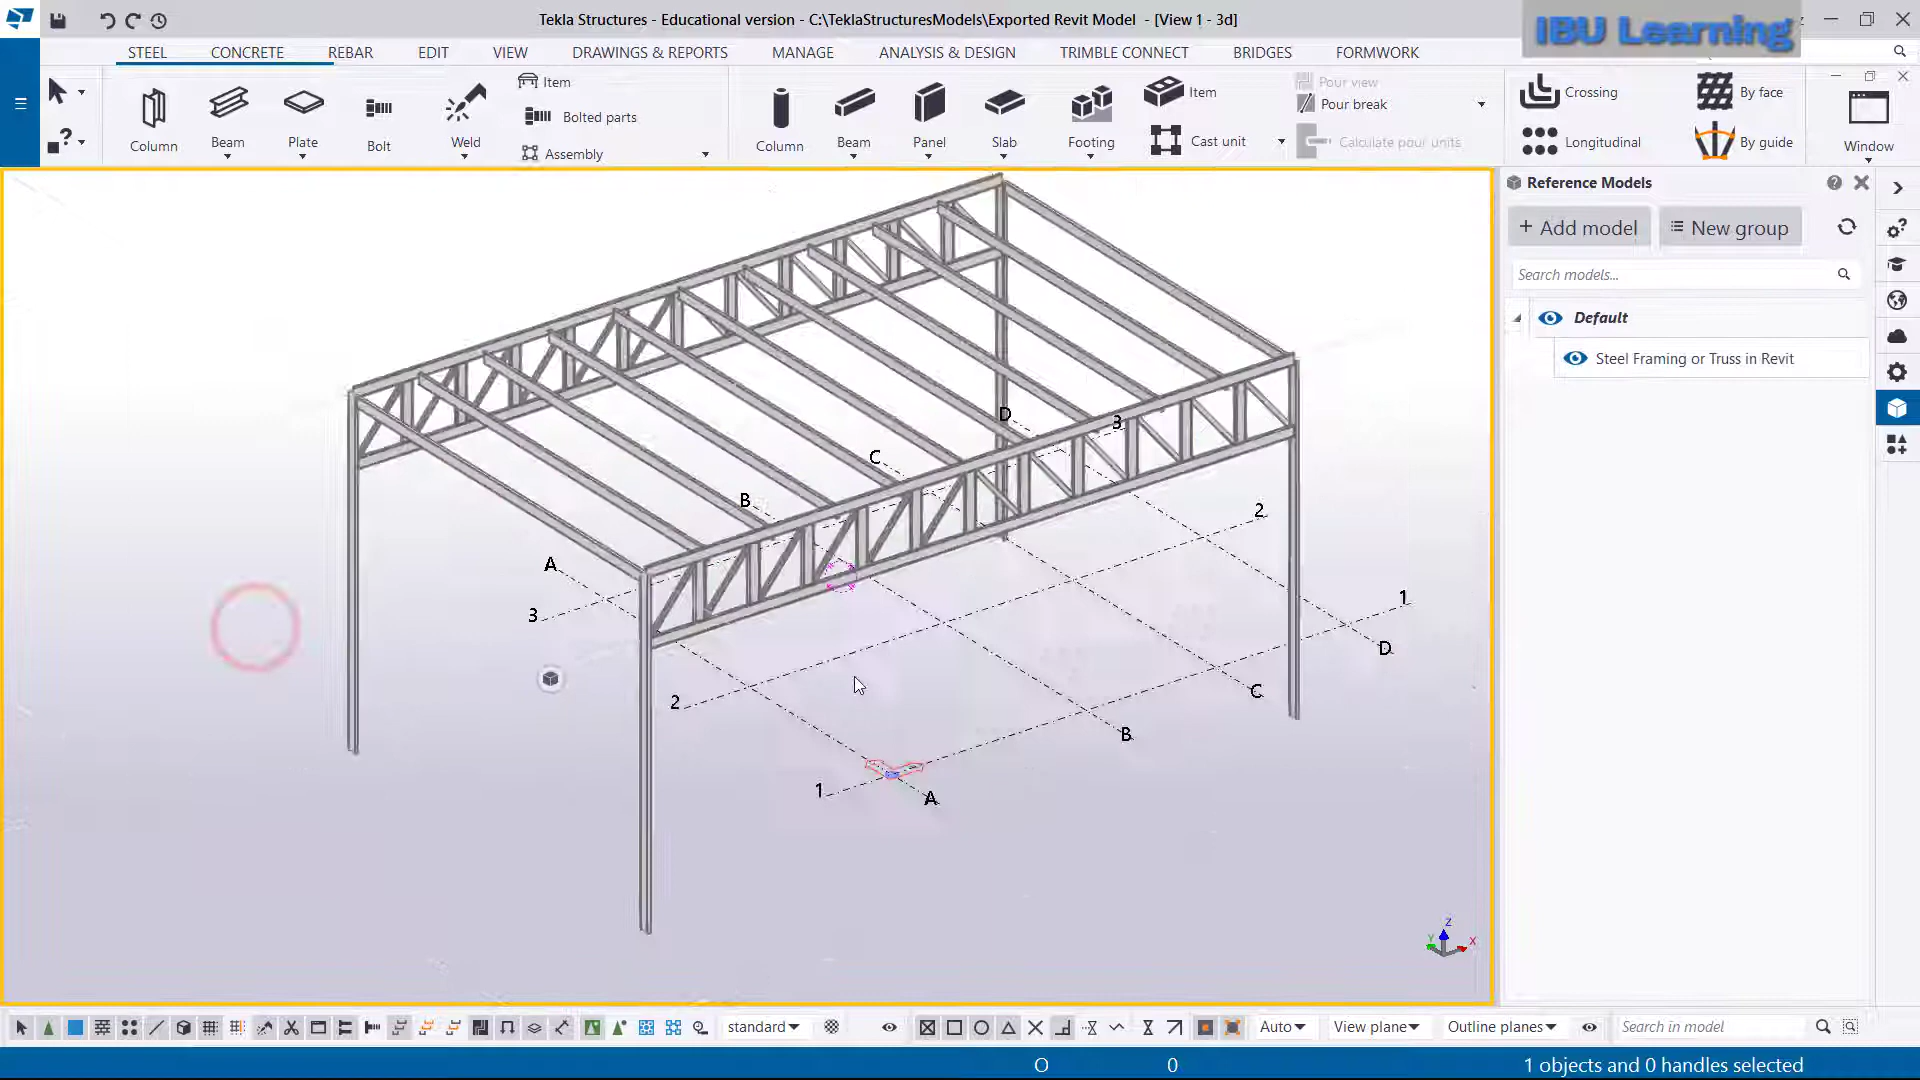 Tekla Structures - Educational version - C:\TeklaStructuresModels\Exported Revit Model - [View 1 - 3d]
IBU Learning
STEEL CONCRETE REBAR EDIT VIEW DRAWINGS & REPORTS MANAGE ANALYSIS & DESIGN TRIMBLE CONNECT BRIDGES FORMWORK
Item
Bolted parts
Assembly
Column Beam Plate Bolt Weld
Column Beam Panel Slab Footing
Item
Cast unit
Pour view
Pour break
Calculate pour units
Crossing
Longitudinal
By face
By guide
Window
Reference Models
+ Add model
New group
Search models...
Default
Steel Framing or Truss in Revit
D
3
C
B
2
A
3
1
D
2
C
B
1
A
Z
Y
X
standard
Auto
View plane
Outline planes
Search in model
O
0
1 objects and 0 handles selected